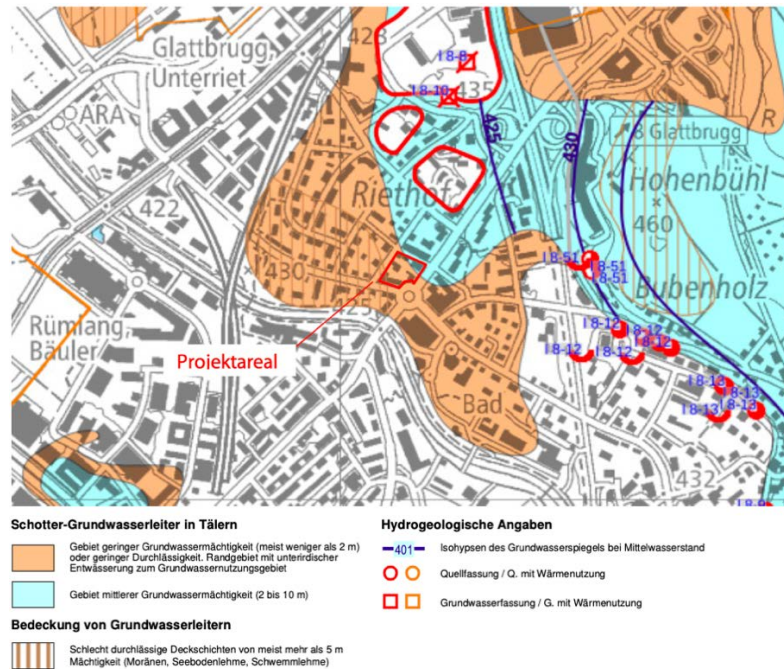 Glattbrugg,
Unterriet
423
I 8-8
435
I 8-10
ARA
425
430
8 Glattbrugg
R
Hohenbühl
Riethof
422
460
I 8-51
I 8-51
I 8-51
430
425
Bubenholz
Rümlang,
Bäuler
Projektareal
I 8-12
I 8-12
I 8-12
I 8-12
I 8-13
I 8-13
I 8-13
Bad
432
Schotter-Grundwasserleiter in Tälern
Gebiet geringer Grundwassermächtigkeit (meist weniger als 2 m)
oder geringer Durchlässigkeit. Randgebiet mit unterirdischer
Entwässerung zum Grundwassernutzungsgebiet
Gebiet mittlerer Grundwassermächtigkeit (2 bis 10 m)
Bedeckung von Grundwasserleitern
Schlecht durchlässige Deckschichten von meist mehr als 5 m
Mächtigkeit (Moränen, Seebodenlehme, Schwemmlehme)
Hydrogeologische Angaben
401
Isohypsen des Grundwasserspiegels bei Mittelwasserstand
Quellfassung / Q. mit Wärmenutzung
Grundwasserfassung / G. mit Wärmenutzung